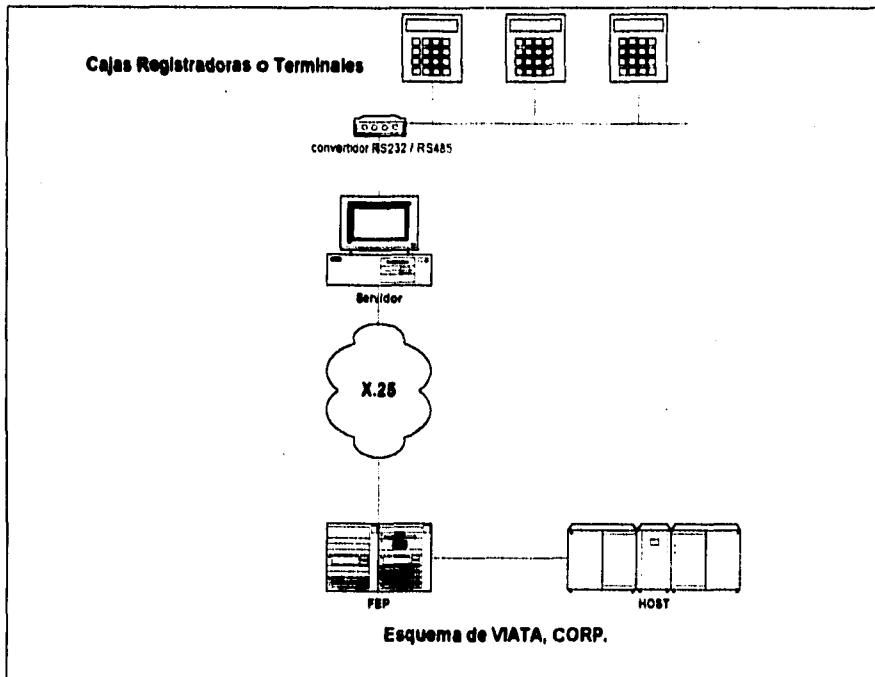 Cajas Registradoras o Terminales
convertidor RS232 / RS485
Servidor
X.25
FEP
HOST
Esquema de VIATA, CORP.